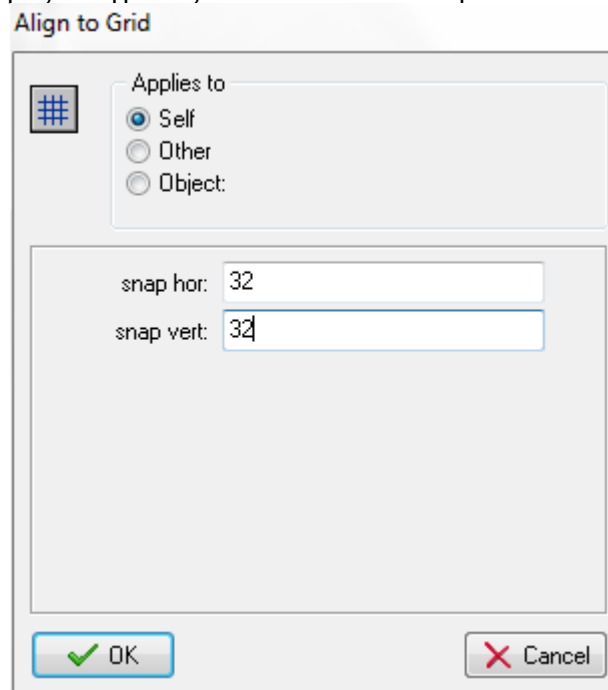 Align to Grid
Applies to
Self
Other
Object:
snap hor: 32
snap vert: 32
OK
Cancel